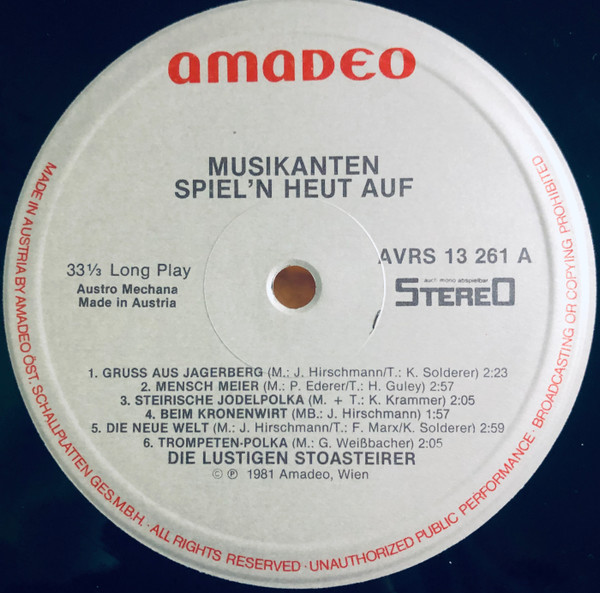 amaDEO
MUSIKANTEN
SPIEL'N HEUT AUF
33⅓ Long Play
Austro Mechana
Made in Austria
AVRS 13 261 A
auch mono abspielbar
STEREO
1. GRUSS AUS JAGERBERG (M.: J. Hirschmann/T.: K. Solderer) 2:23
2. MENSCH MEIER (M.: P. Ederer/T.: H. Guley) 2:57
3. STEIRISCHE JODELPOLKA (M. + T.: K. Krammer) 2:05
4. BEIM KRONENWIRT (MB.: J. Hirschmann) 1:57
5. DIE NEUE WELT (M.: J. Hirschmann/T.: F. Marx/K. Solderer) 2:59
6. TROMPETEN-POLKA (M.: G. Weißbacher) 2:05
DIE LUSTIGEN STOASTEIRER
© ℗ 1981 Amadeo, Wien
MADE IN AUSTRIA BY AMADEO ÖST. SCHALLPLATTEN GES.M.B.H. · ALL RIGHTS RESERVED · UNAUTHORIZED PUBLIC PERFORMANCE · BROADCASTING OR COPYING PROHIBITED